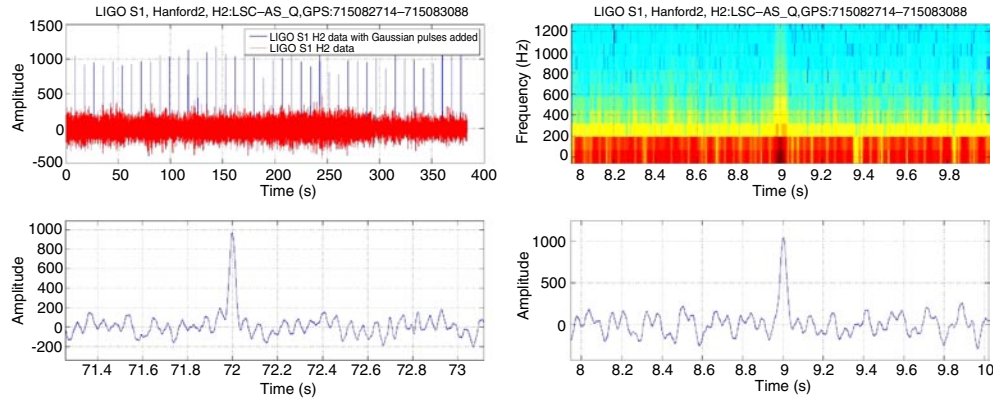 LIGO S1, Hanford2, H2:LSC–AS_Q,GPS:715082714–715083088
1500
1000
500
0
-500
Amplitude
LIGO S1 H2 data with Gaussian pulses added
LIGO S1 H2 data
0 50 100 150 200 250 300 350 400
Time (s)
LIGO S1, Hanford2, H2:LSC–AS_Q,GPS:715082714–715083088
1200
1000
800
600
400
200
0
Frequency (Hz)
8 8.2 8.4 8.6 8.8 9 9.2 9.4 9.6 9.8
Time (s)
1000
800
600
400
200
0
-200
Amplitude
71.4 71.6 71.8 72 72.2 72.4 72.6 72.8 73
Time (s)
1000
500
0
Amplitude
8 8.2 8.4 8.6 8.8 9 9.2 9.4 9.6 9.8 10
Time (s)